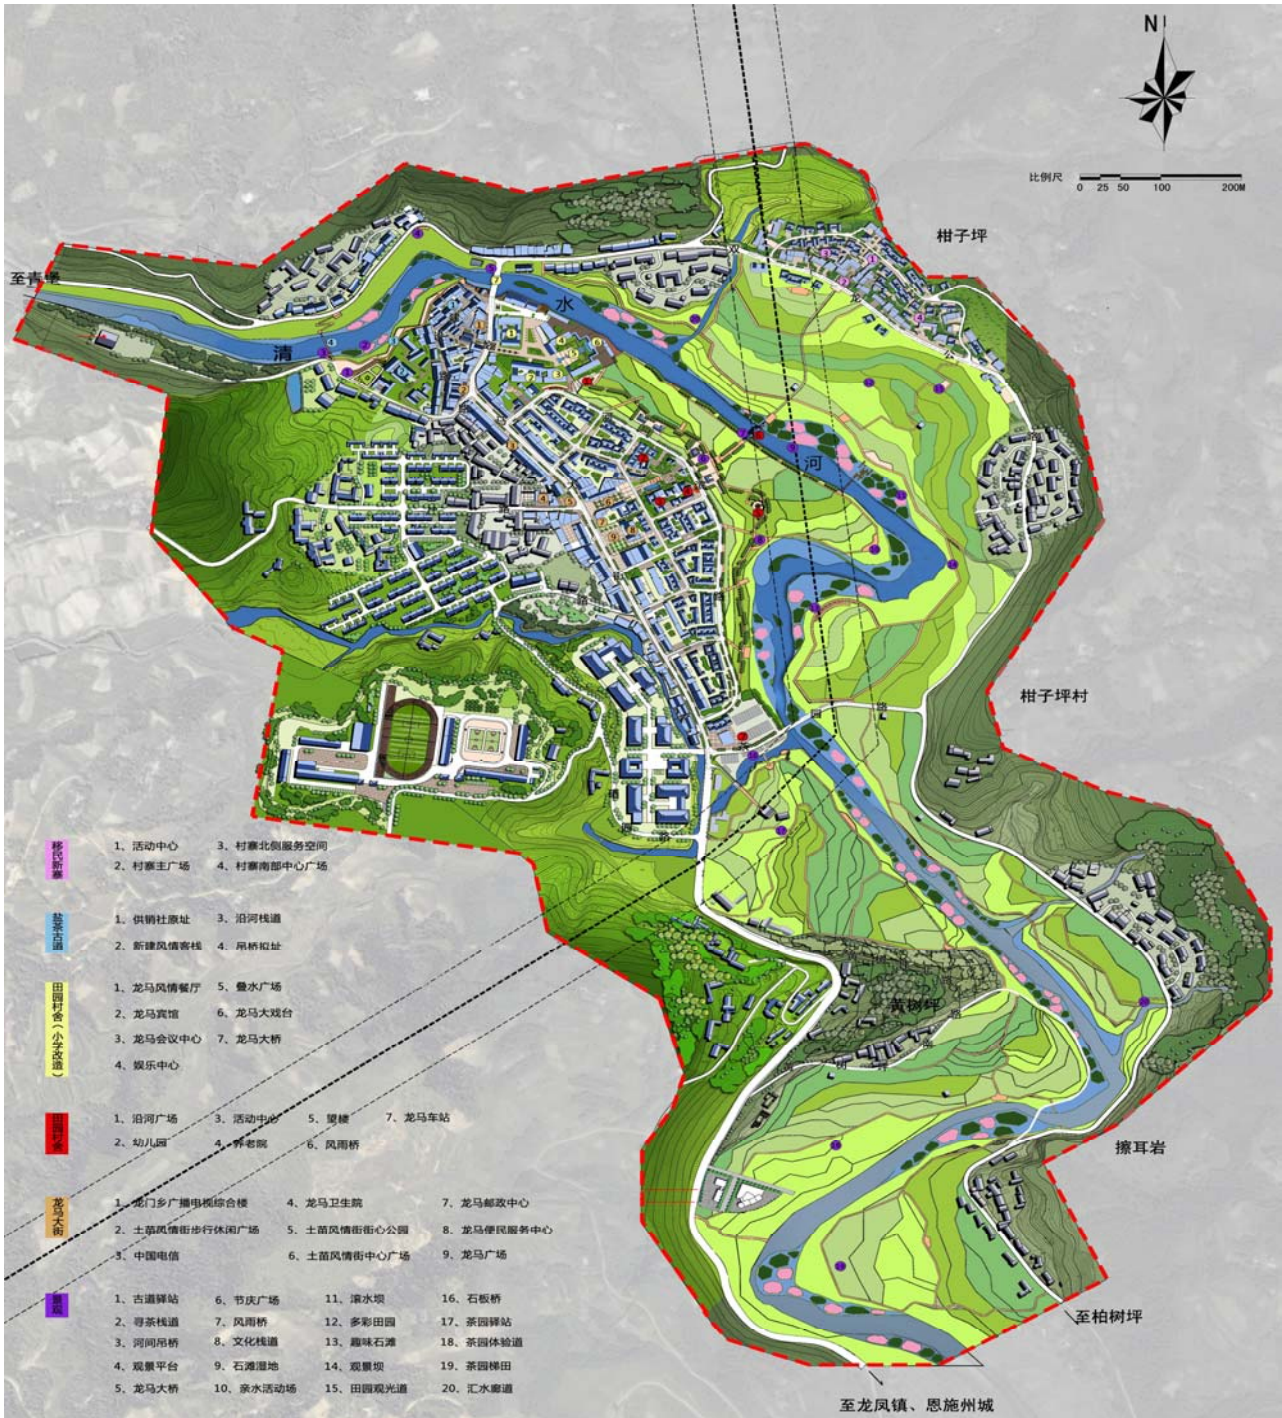 N
比例尺
0 25 50 100 200M
柑子坪
至青堡
清
水
河
柑子坪村
黄树坪
擦耳岩
至柏树坪
至龙凤镇、恩施州城
移民新寨
1、活动中心 3、村寨北侧服务空间
2、村寨主广场 4、村寨南部中心广场
盐茶古道
1、供销社原址 3、沿河栈道
2、新建风情客栈 4、吊桥拟址
田园村舍（小学改造）
1、龙马风情餐厅 5、叠水广场
2、龙马宾馆 6、龙马大戏台
3、龙马会议中心 7、龙马大桥
4、娱乐中心
田园村舍
1、沿河广场 3、活动中心 5、望楼 7、龙马车站
2、幼儿园 4、养老院 6、风雨桥
龙马大街
1、龙门乡广播电视综合楼 4、龙马卫生院 7、龙马邮政中心
2、土苗风情街步行休闲广场 5、土苗风情街街心公园 8、龙马便民服务中心
3、中国电信 6、土苗风情街中心广场 9、龙马广场
景观
1、古道驿站 6、节庆广场 11、滚水坝 16、石板桥
2、寻茶栈道 7、风雨桥 12、多彩田园 17、茶园驿站
3、河间吊桥 8、文化栈道 13、趣味石滩 18、茶园体验道
4、观景平台 9、石滩湿地 14、观景坝 19、茶园梯田
5、龙马大桥 10、亲水活动场 15、田园观光道 20、汇水廊道